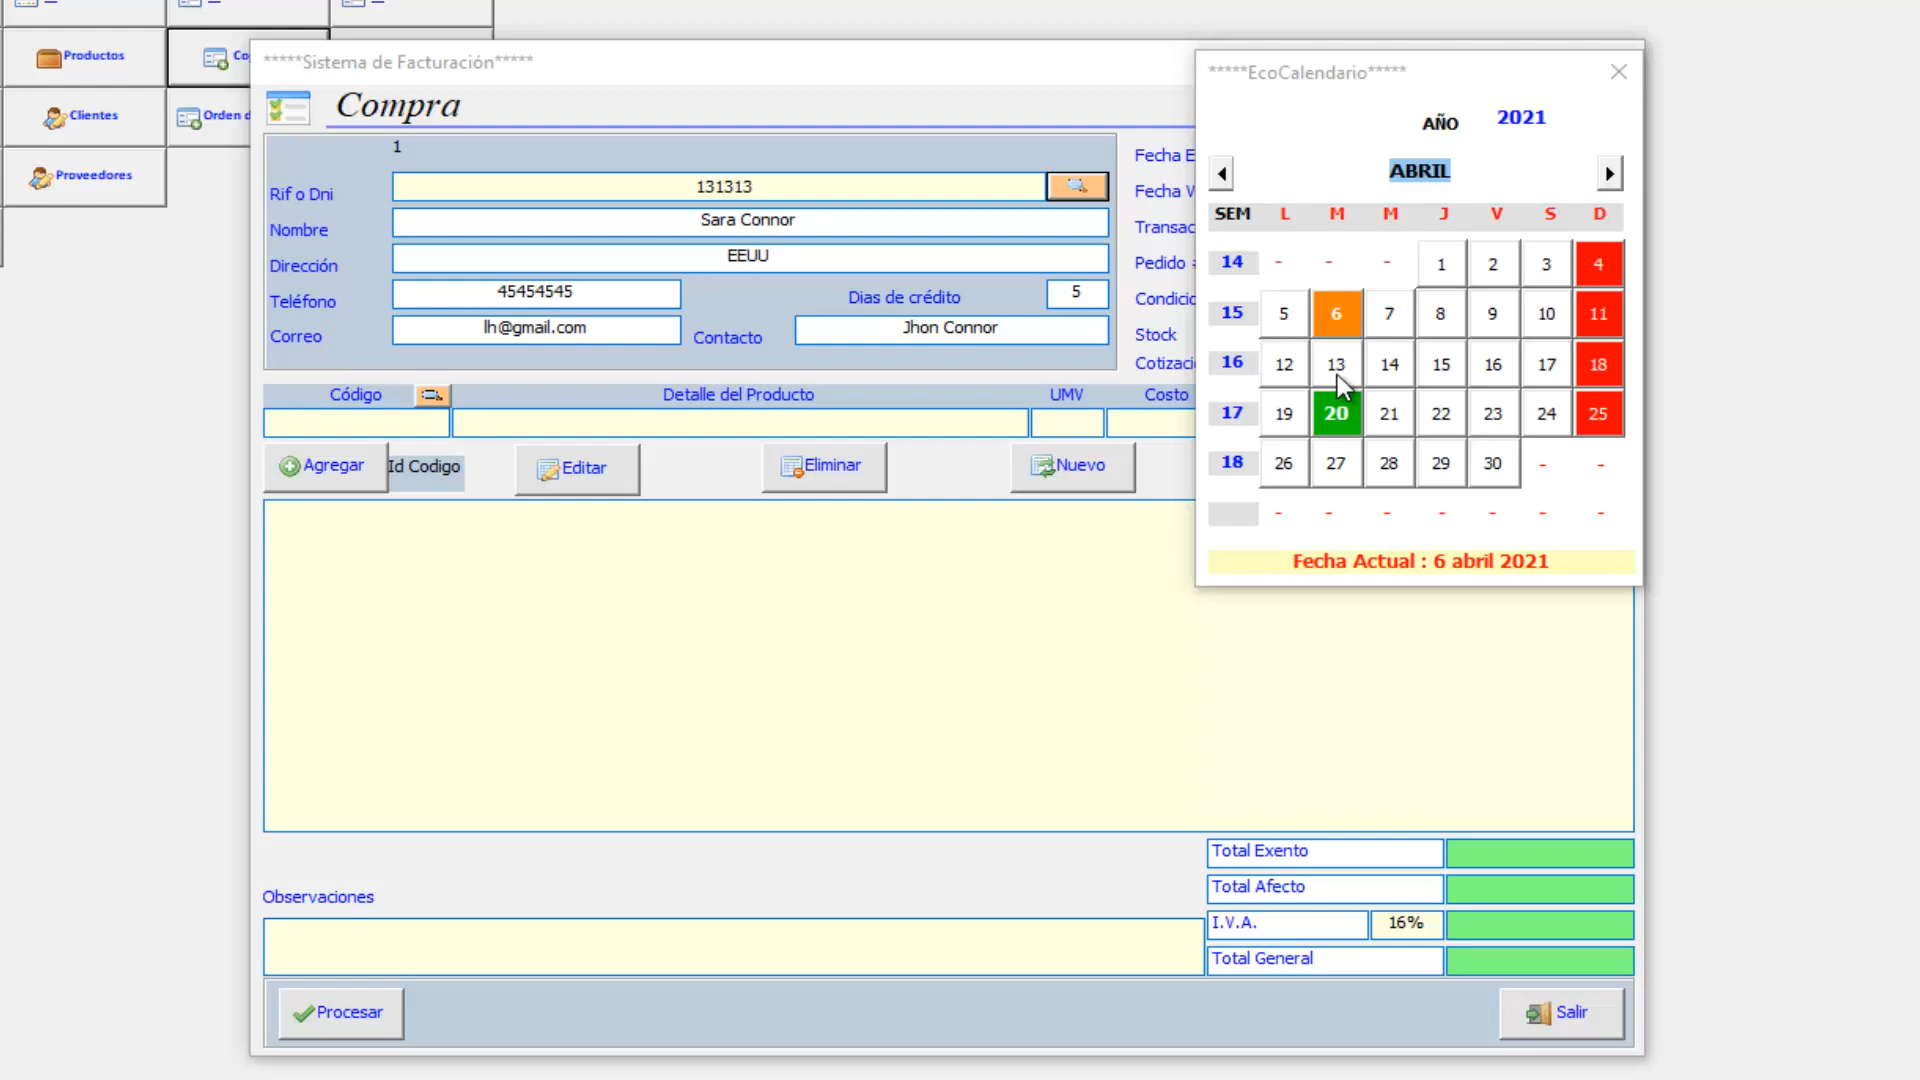 Productos
Co
Clientes
Orden d
Proveedores
*****Sistema de Facturación*****
Compra
1
Rif o Dni
131313
Nombre
Sara Connor
Dirección
EEUU
Teléfono
45454545
Dias de crédito
5
Correo
lh@gmail.com
Contacto
Jhon Connor
Fecha E
Fecha V
Transac
Pedido
Condicio
Stock
Cotizaci
Código
Detalle del Producto
UMV
Costo
Agregar
Id Codigo
Editar
Eliminar
Nuevo
*****EcoCalendario*****
AÑO 2021
ABRIL
SEM L M M J V S D
14 - - - 1 2 3 4
15 5 6 7 8 9 10 11
16 12 13 14 15 16 17 18
17 19 20 21 22 23 24 25
18 26 27 28 29 30 - -
- - - - - - -
Fecha Actual : 6 abril 2021
Total Exento
Total Afecto
I.V.A. 16%
Total General
Observaciones
Procesar
Salir